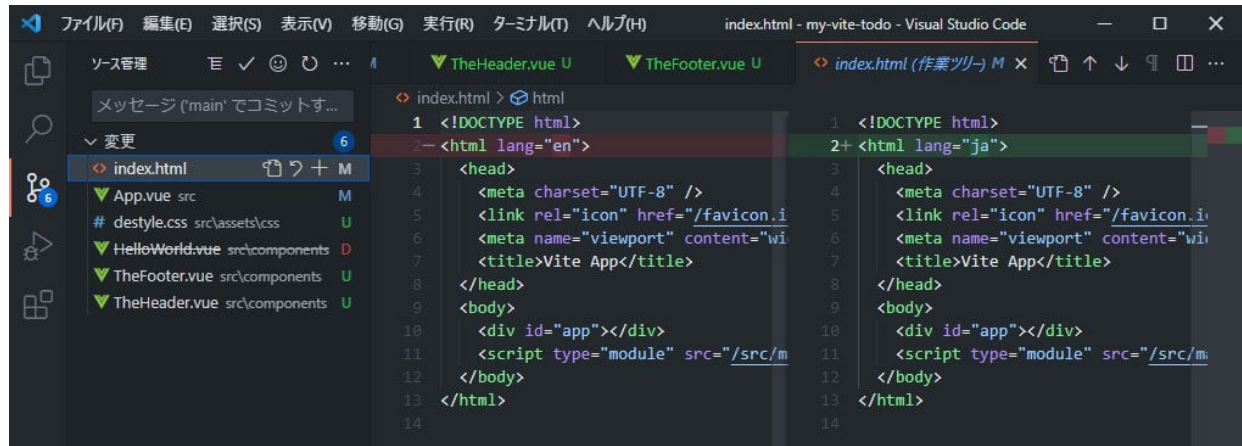 ファイル(F) 編集(E) 選択(S) 表示(V) 移動(G) 実行(R) ターミナル(T) ヘルプ(H) index.html - my-vite-todo - Visual Studio Code
ソース管理
メッセージ ('main' でコミットす...
変更 6
index.html M
App.vue src M
# destyle.css src\assets\css U
HelloWorld.vue src\components D
TheFooter.vue src\components U
TheHeader.vue src\components U
6
M TheHeader.vue U TheFooter.vue U index.html (作業ツリー) M
index.html > html
1 <!DOCTYPE html>
2− <html lang="en">
3 <head>
4 <meta charset="UTF-8" />
5 <link rel="icon" href="/favicon.i
6 <meta name="viewport" content="wi
7 <title>Vite App</title>
8 </head>
9 <body>
10 <div id="app"></div>
11 <script type="module" src="/src/m
12 </body>
13 </html>
14
1 <!DOCTYPE html>
2+ <html lang="ja">
3 <head>
4 <meta charset="UTF-8" />
5 <link rel="icon" href="/favicon.i
6 <meta name="viewport" content="wi
7 <title>Vite App</title>
8 </head>
9 <body>
10 <div id="app"></div>
11 <script type="module" src="/src/ma
12 </body>
13 </html>
14